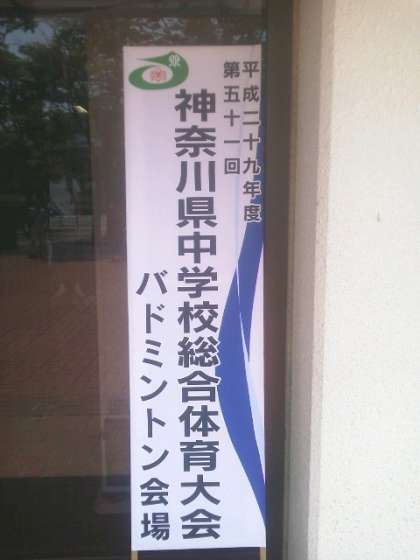 平成二十九年度
第五十一回
神奈川県中学校総合体育大会
バドミントン会場